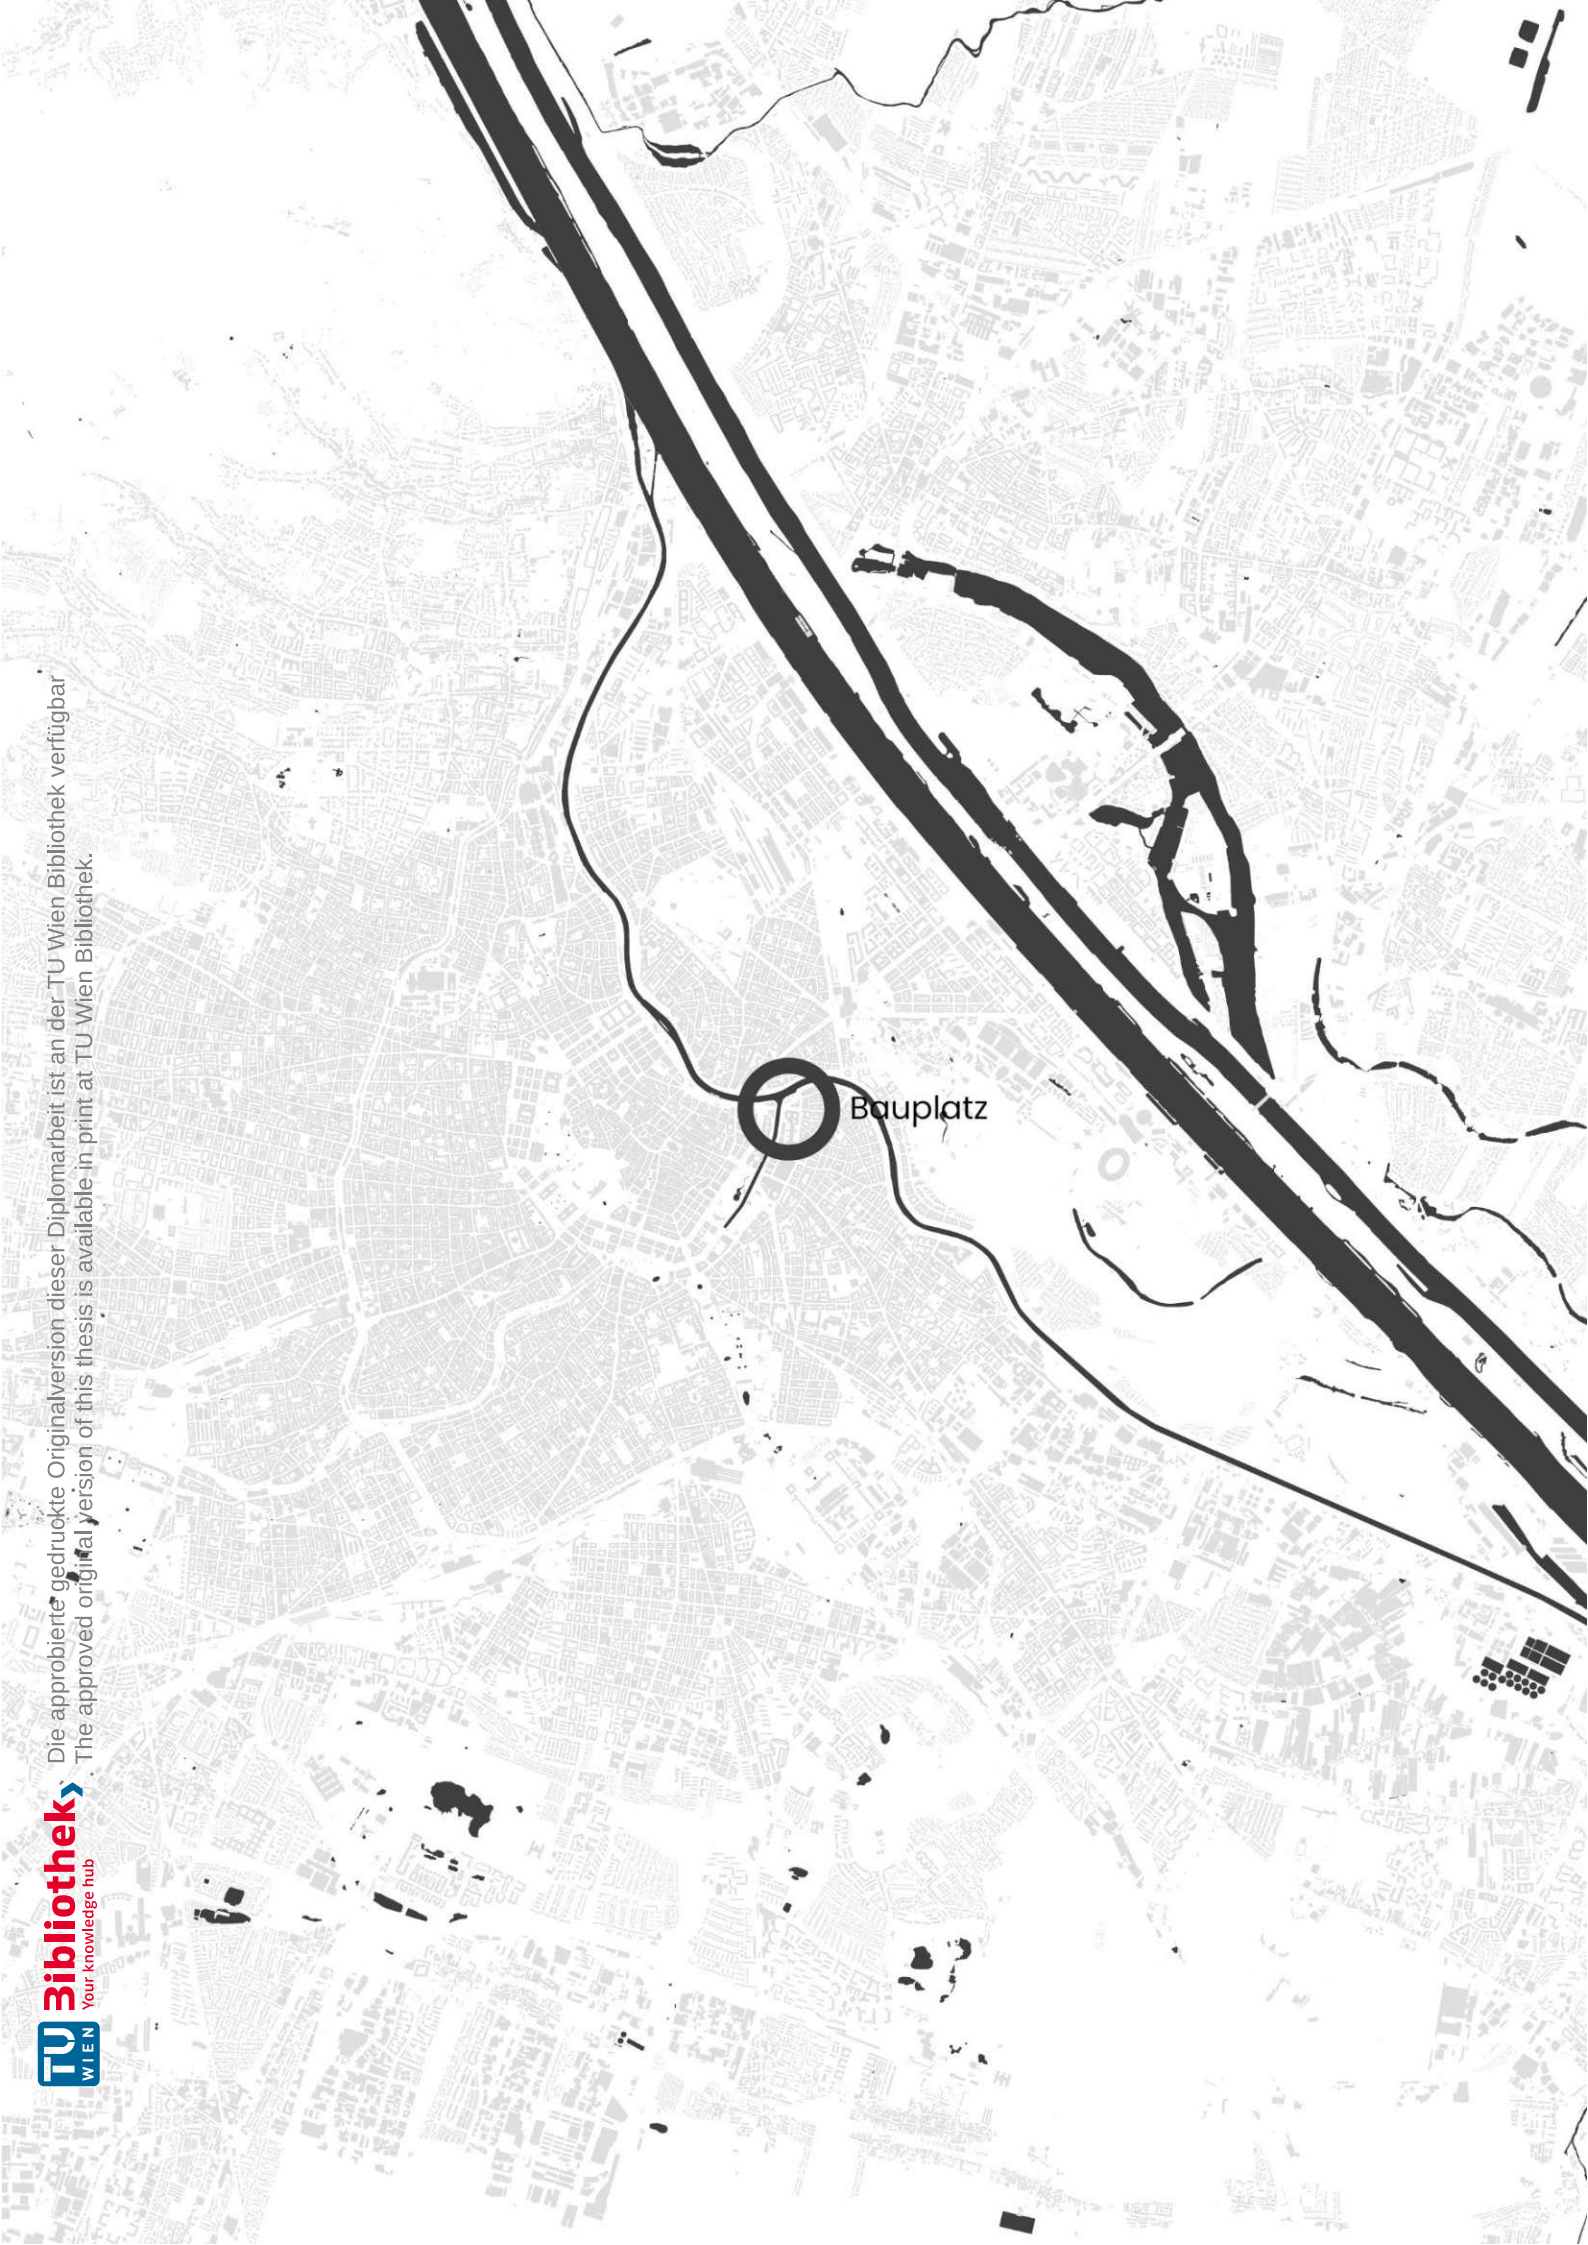 Bauplatz
Die approbierte gedruckte Originalversion dieser Diplomarbeit ist an der TU Wien Bibliothek verfügbar
The approved original version of this thesis is available in print at TU Wien Bibliothek.
Bibliothek
Your knowledge hub
TU
WIEN